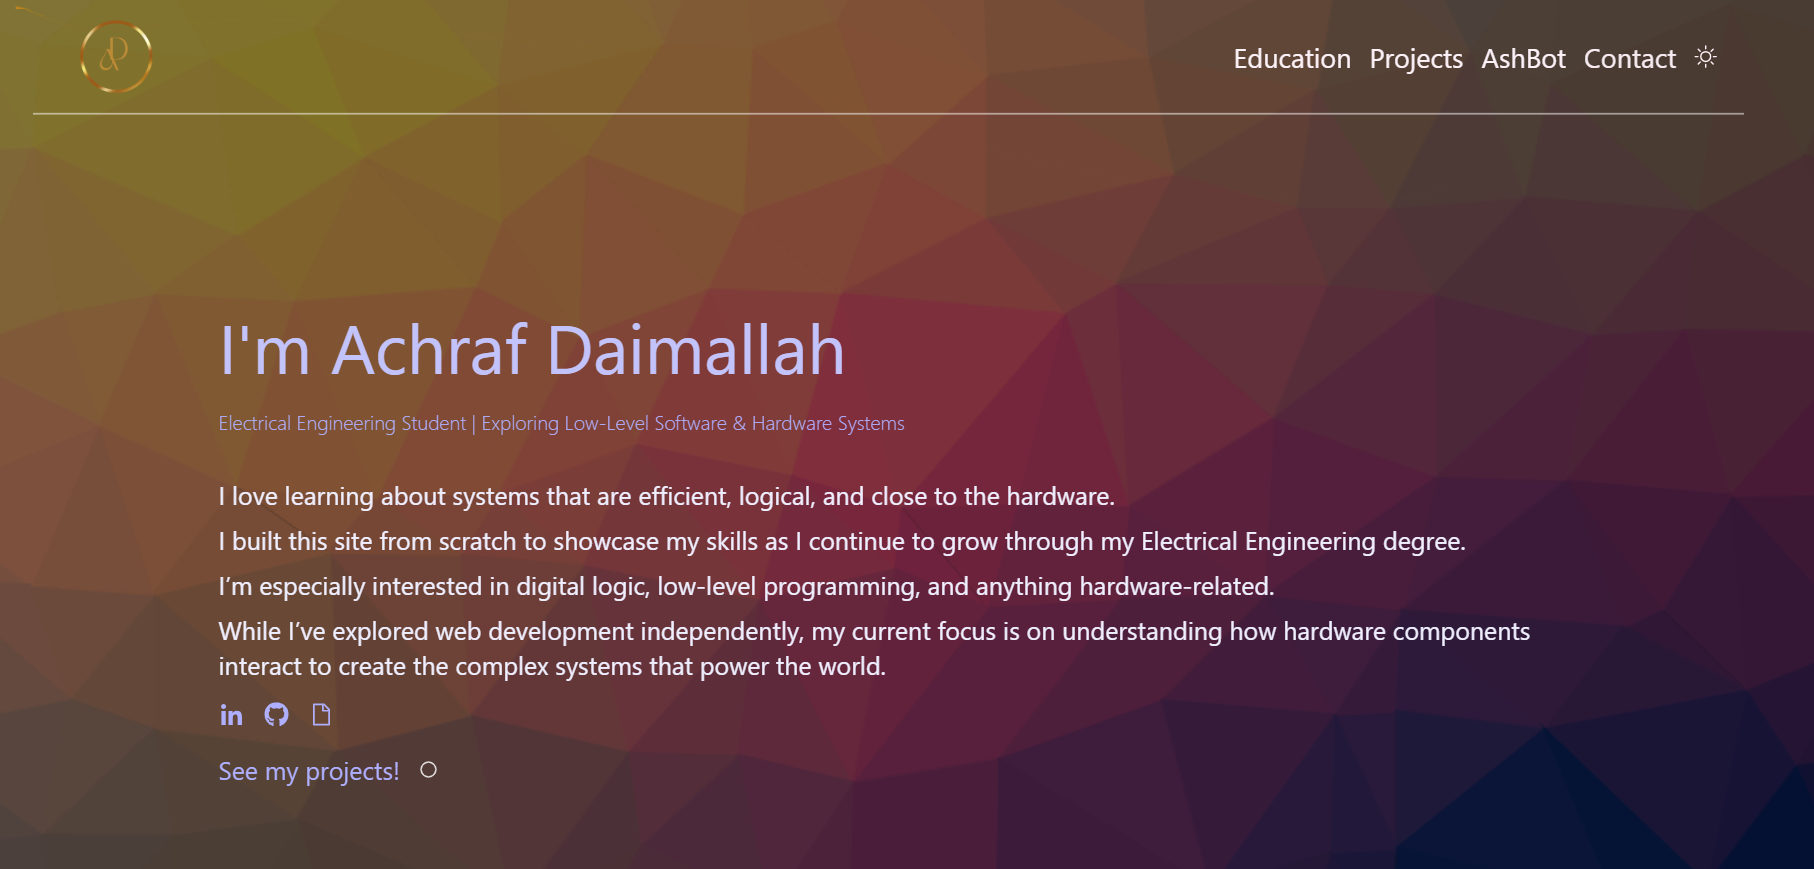 Education Projects AshBot Contact
I'm Achraf Daimallah
Electrical Engineering Student | Exploring Low-Level Software & Hardware Systems
I love learning about systems that are efficient, logical, and close to the hardware.
I built this site from scratch to showcase my skills as I continue to grow through my Electrical Engineering degree.
I’m especially interested in digital logic, low-level programming, and anything hardware-related.
While I’ve explored web development independently, my current focus is on understanding how hardware components
interact to create the complex systems that power the world.
in
See my projects!